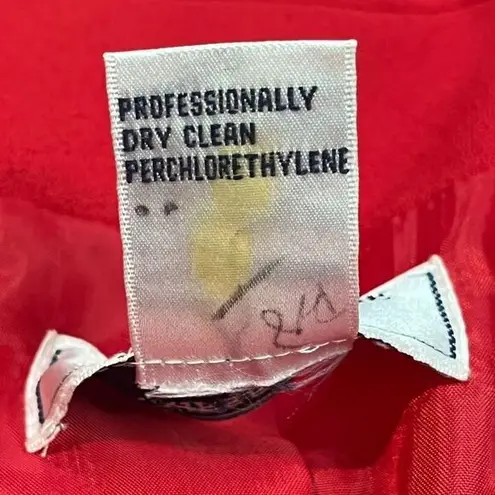 PROFESSIONALLY
DRY CLEAN
PERCHLORETHYLENE